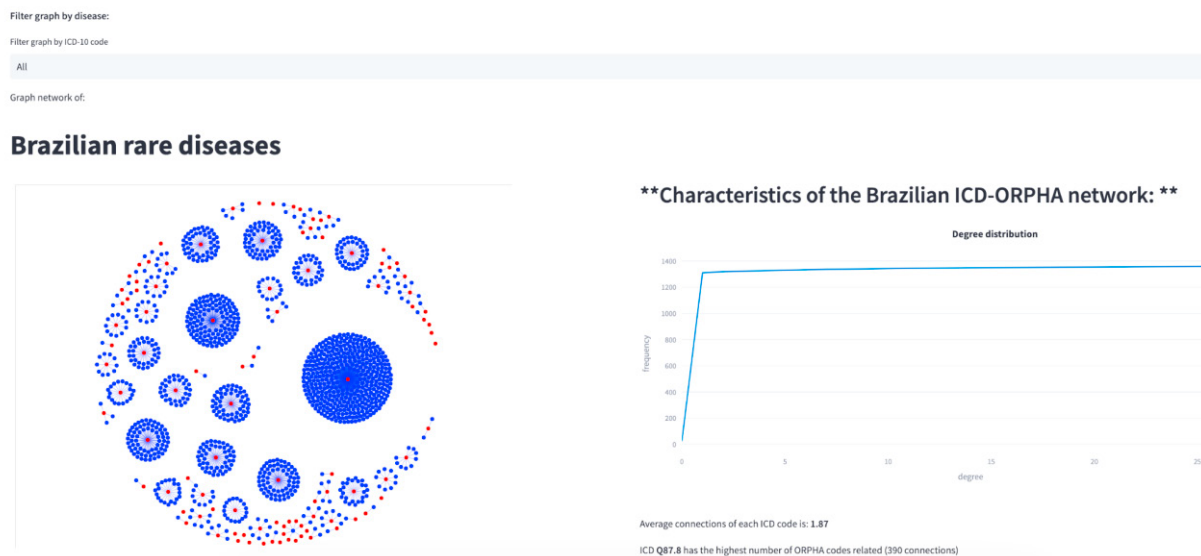 Filter graph by disease:
Filter graph by ICD-10 code
All
Graph network of:
Brazilian rare diseases
**Characteristics of the Brazilian ICD-ORPHA network: **
Degree distribution
1400
1200
1000
800
600
400
200
0
frequency
0 5 10 15 20 25
degree
Average connections of each ICD code is: 1.87
ICD Q87.8 has the highest number of ORPHA codes related (390 connections)